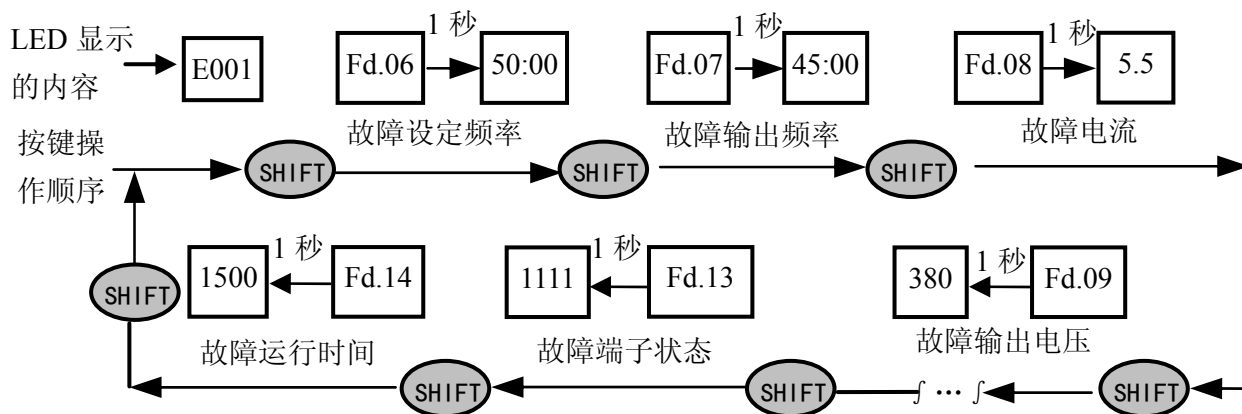 LED 显示
的内容
E001
Fd.06
1 秒
50:00
故障设定频率
Fd.07
1 秒
45:00
故障输出频率
Fd.08
1 秒
5.5
故障电流
按键操
作顺序
SHIFT
SHIFT
SHIFT
SHIFT
1500
1 秒
Fd.14
故障运行时间
1111
1 秒
Fd.13
故障端子状态
380
1 秒
Fd.09
故障输出电压
SHIFT
SHIFT
∫ … ∫
SHIFT